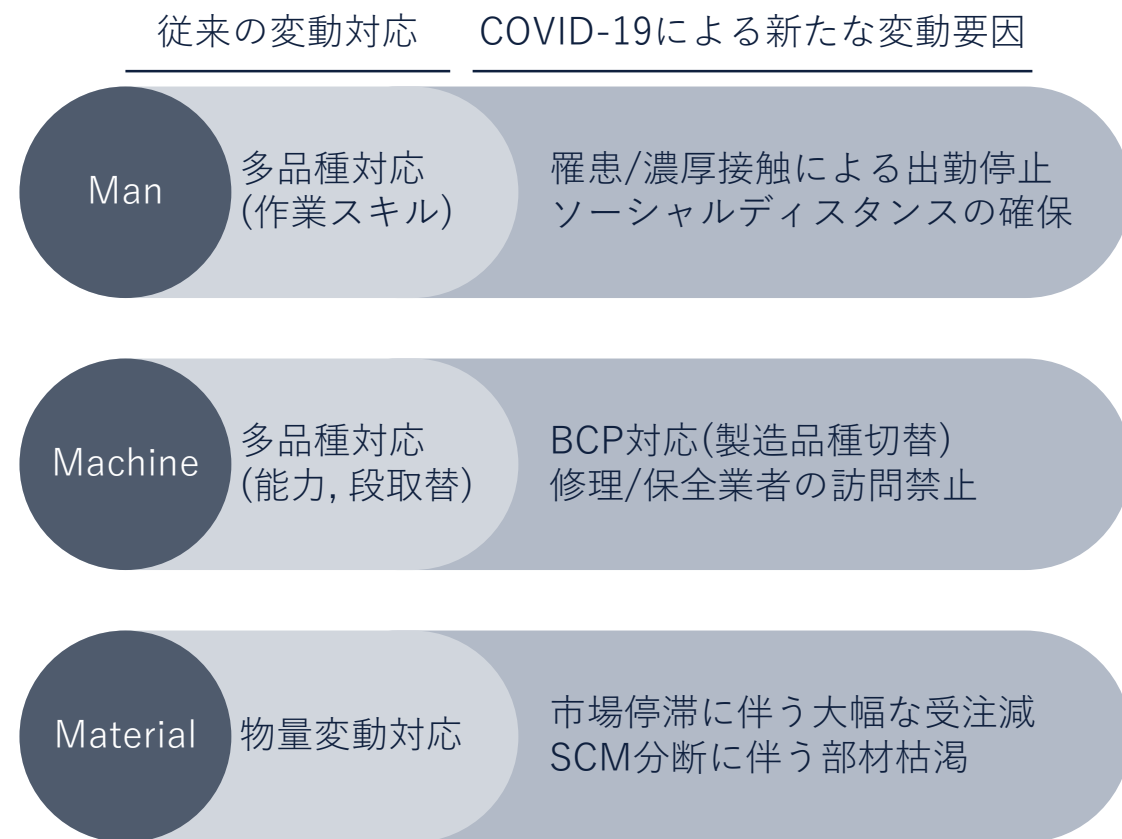 従来の変動対応
COVID-19による新たな変動要因
Man
多品種対応
(作業スキル)
罹患/濃厚接触による出勤停止
ソーシャルディスタンスの確保
Machine
多品種対応
(能力, 段取替)
BCP対応(製造品種切替)
修理/保全業者の訪問禁止
Material
物量変動対応
市場停滞に伴う大幅な受注減
SCM分断に伴う部材枯渇